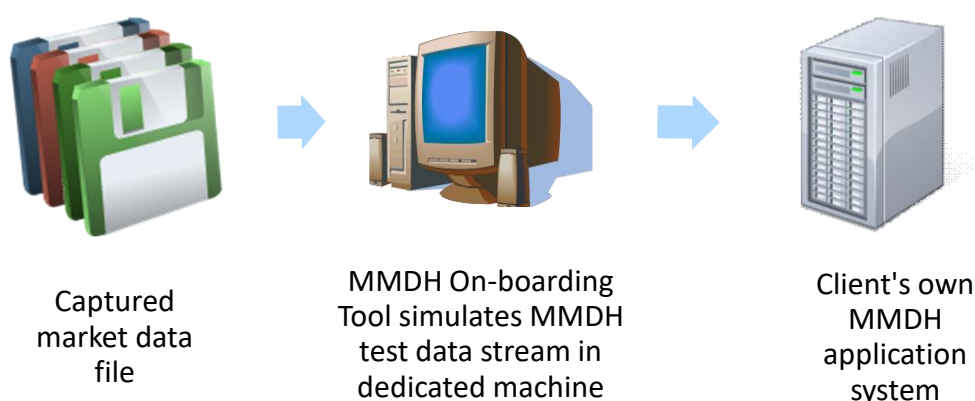 Captured
market data
file
MMDH On-boarding
Tool simulates MMDH
test data stream in
dedicated machine
Client's own
MMDH
application
system